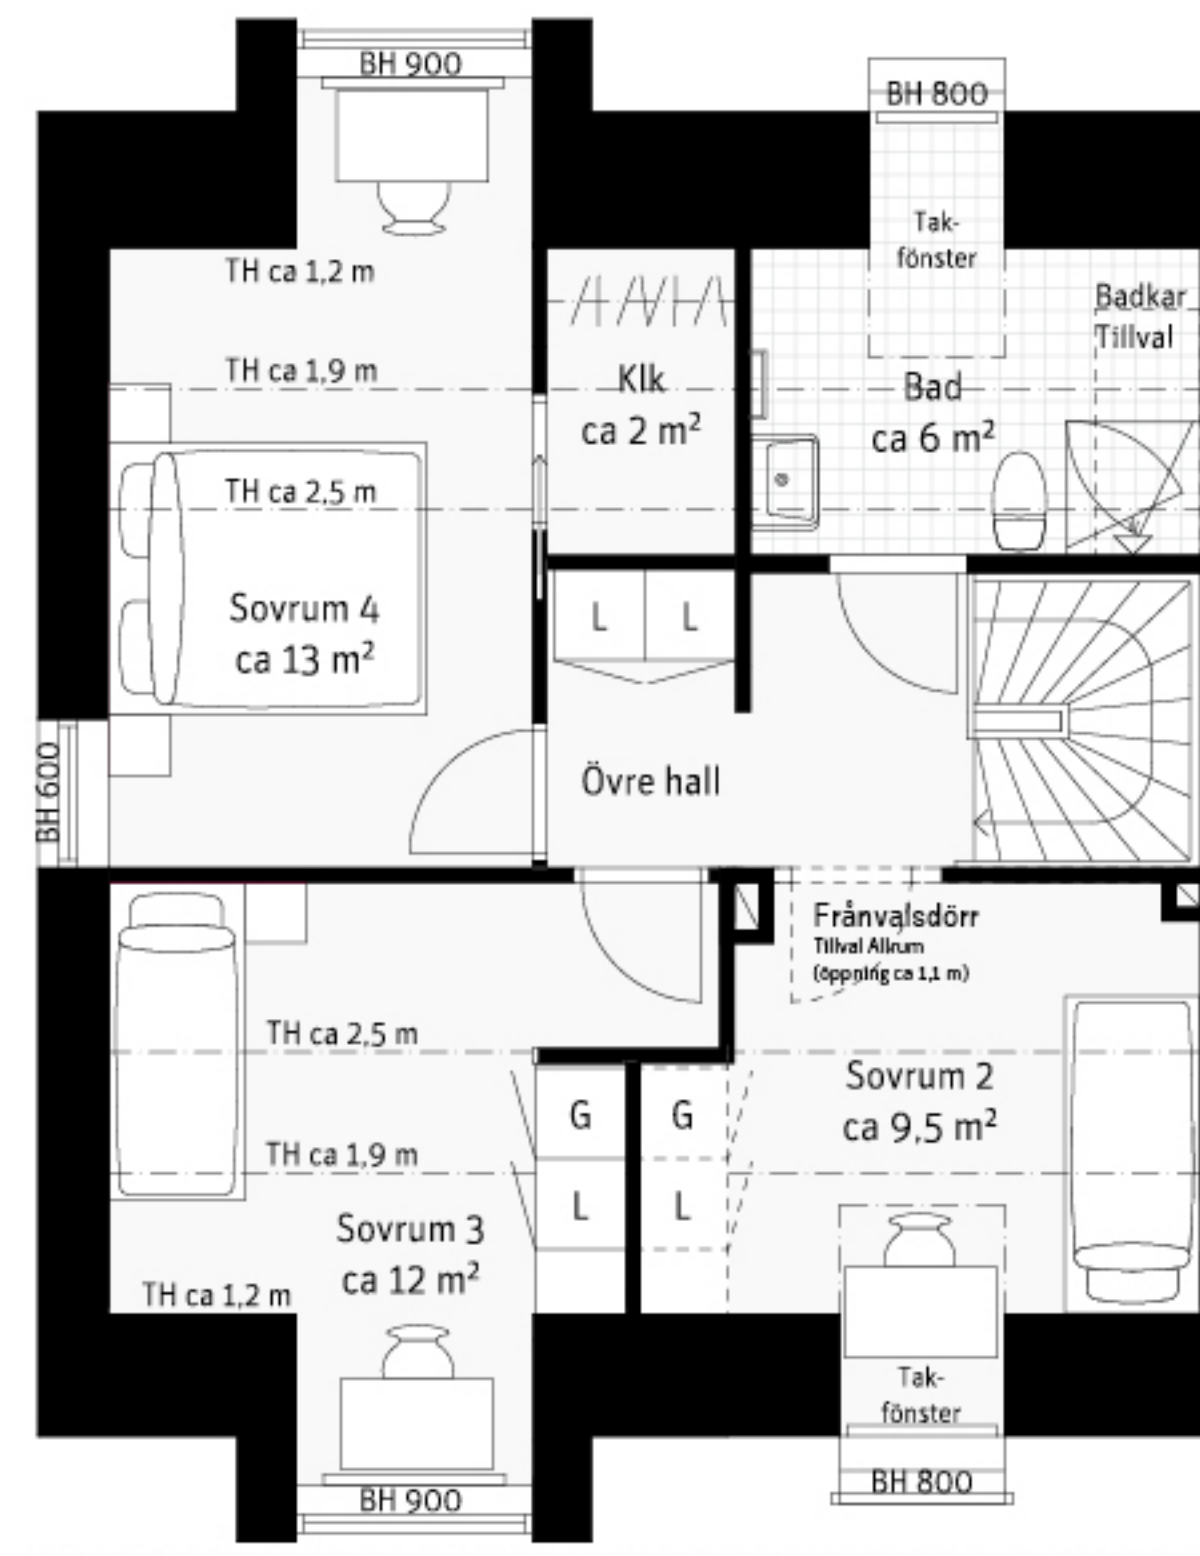 BH 900
BH 800
Tak-
fönster
TH ca 1,2 m
Badkar
Tillval
TH ca 1,9 m
Klk
ca 2 m²
Bad
ca 6 m²
TH ca 2,5 m
Sovrum 4
ca 13 m²
L
L
BH 600
Övre hall
Frånvalsdörr
Tillval Allrum
(öppning ca 1,1 m)
TH ca 2,5 m
Sovrum 2
ca 9,5 m²
G
G
TH ca 1,9 m
L
L
Sovrum 3
ca 12 m²
TH ca 1,2 m
Tak-
fönster
BH 800
BH 900